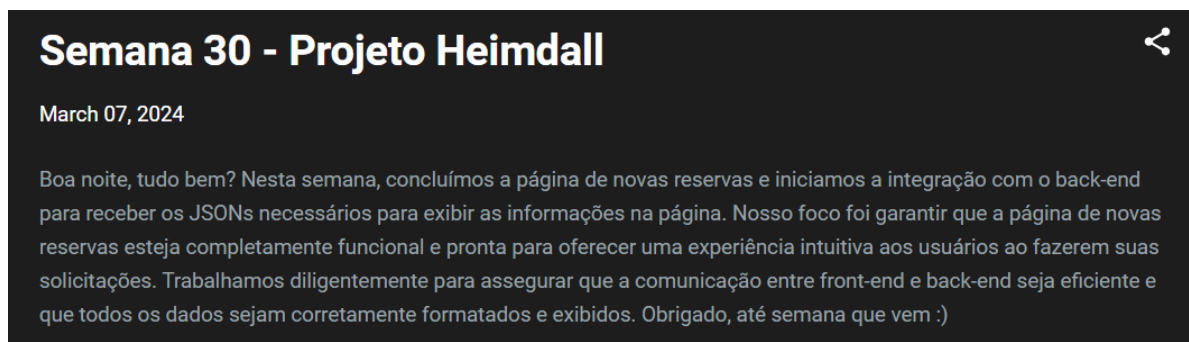 Semana 30 - Projeto Heimdall
March 07, 2024
Boa noite, tudo bem? Nesta semana, concluímos a página de novas reservas e iniciamos a integração com o back-end
para receber os JSONs necessários para exibir as informações na página. Nosso foco foi garantir que a página de novas
reservas esteja completamente funcional e pronta para oferecer uma experiência intuitiva aos usuários ao fazerem suas
solicitações. Trabalhamos diligentemente para assegurar que a comunicação entre front-end e back-end seja eficiente e
que todos os dados sejam corretamente formatados e exibidos. Obrigado, até semana que vem :)